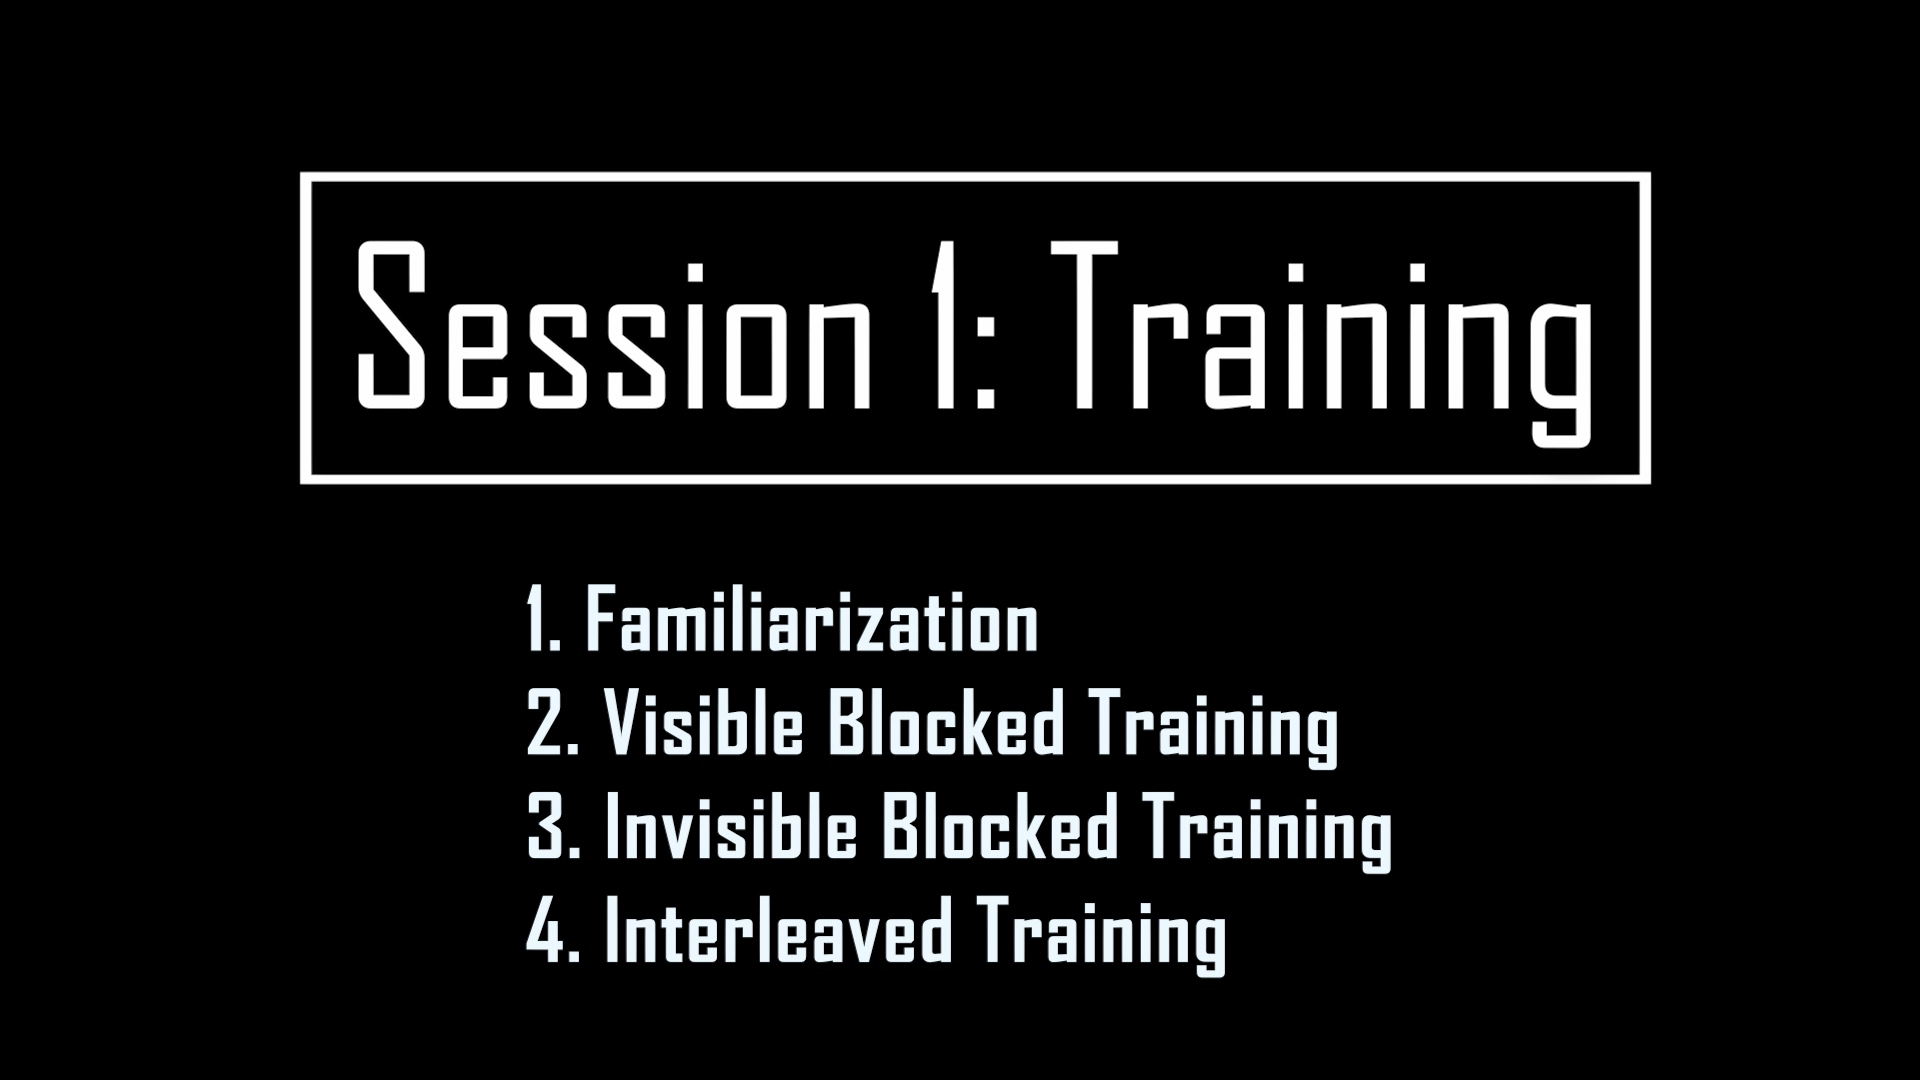 Session 1: Training
1. Familiarization
2. Visible Blocked Training
3. Invisible Blocked Training
4. Interleaved Training